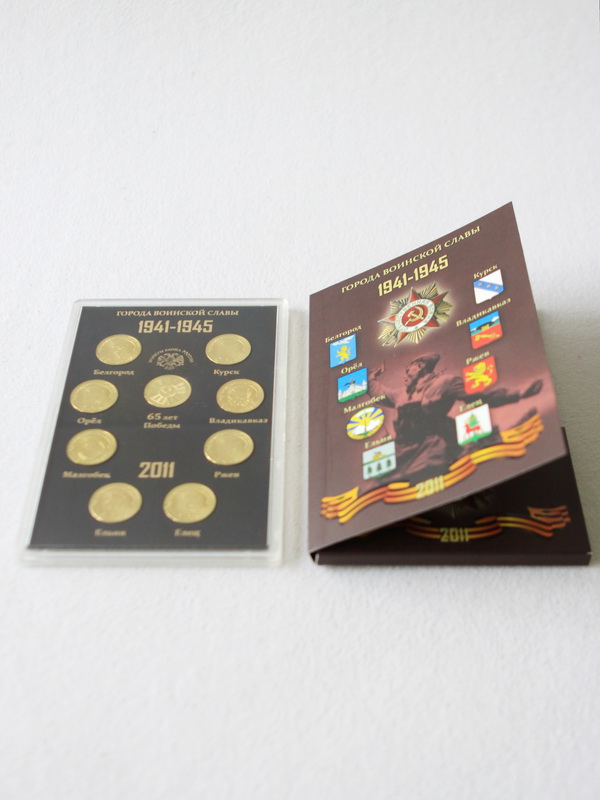 ГОРОДА ВОИНСКОЙ СЛАВЫ
1941-1945
Белгород
Курск
Орёл
65 лет
Победы
Владикавказ
Малгобек
2011
Ржев
Ельня
Елец
ГОРОДА ВОИНСКОЙ СЛАВЫ
1941-1945
Курск
Белгород
Владикавказ
Орёл
Ржев
Малгобек
Елец
Ельня
2011
2011